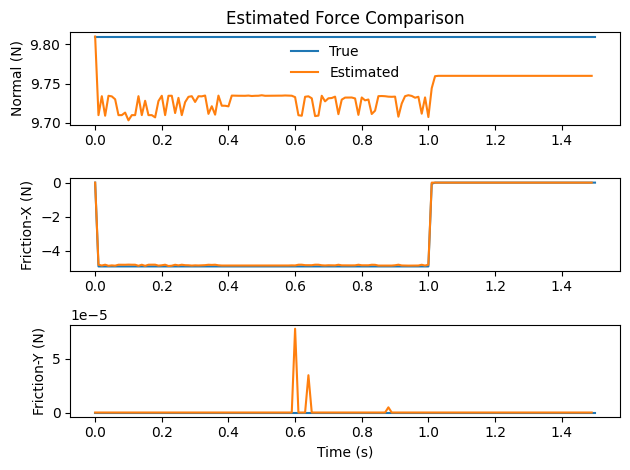 Estimated Force Comparison
Normal (N)
9.80
9.75
9.70
True
Estimated
0.0 0.2 0.4 0.6 0.8 1.0 1.2 1.4
Friction-X (N)
0
−2
−4
0.0 0.2 0.4 0.6 0.8 1.0 1.2 1.4
1e−5
Friction-Y (N)
5
0
0.0 0.2 0.4 0.6 0.8 1.0 1.2 1.4
Time (s)